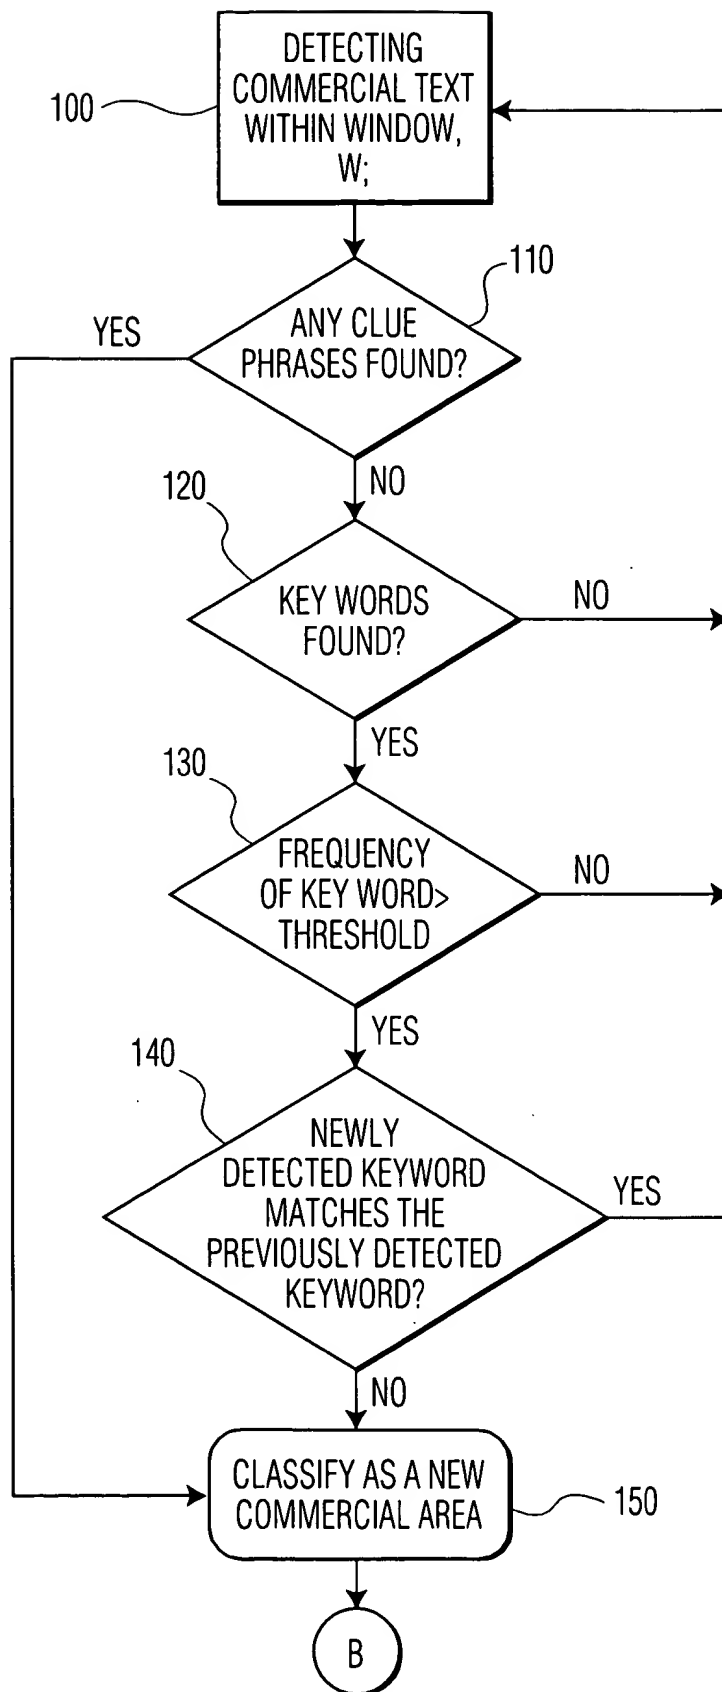 DETECTING
COMMERCIAL TEXT
WITHIN WINDOW,
W;
100
110
YES
ANY CLUE
PHRASES FOUND?
NO
120
KEY WORDS
FOUND?
NO
YES
130
FREQUENCY
OF KEY WORD>
THRESHOLD
NO
YES
140
NEWLY
DETECTED KEYWORD
MATCHES THE
PREVIOUSLY DETECTED
KEYWORD?
YES
NO
CLASSIFY AS A NEW
COMMERCIAL AREA
150
B